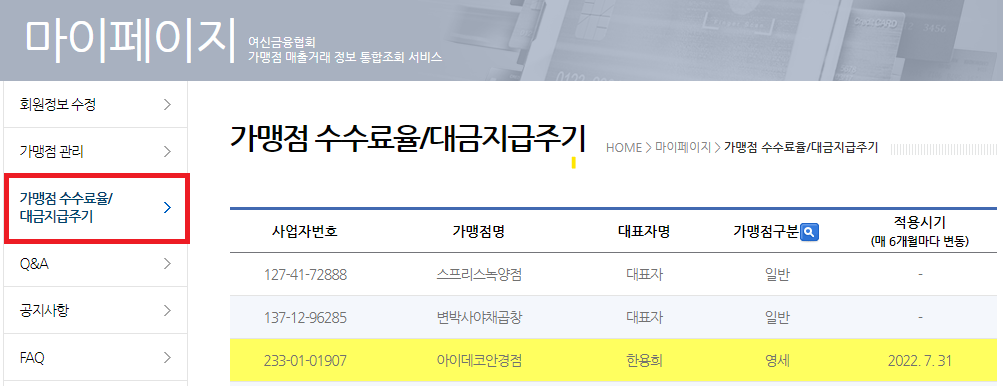 마이페이지
여신금융협회
가맹점 매출거래 정보 통합조회 서비스
회원정보 수정
가맹점 관리
가맹점 수수료율/
대금지급주기
Q&A
공지사항
FAQ
가맹점 수수료율/대금지급주기
HOME > 마이페이지 > 가맹점 수수료율/대금지급주기
사업자번호 가맹점명 대표자명 가맹점구분 적용시기
(매 6개월마다 변동)
127-41-72888 스프리스녹양점 대표자 일반 -
137-12-96285 변박사야채곱창 대표자 일반 -
233-01-01907 아이데코안경점 한용희 영세 2022. 7. 31